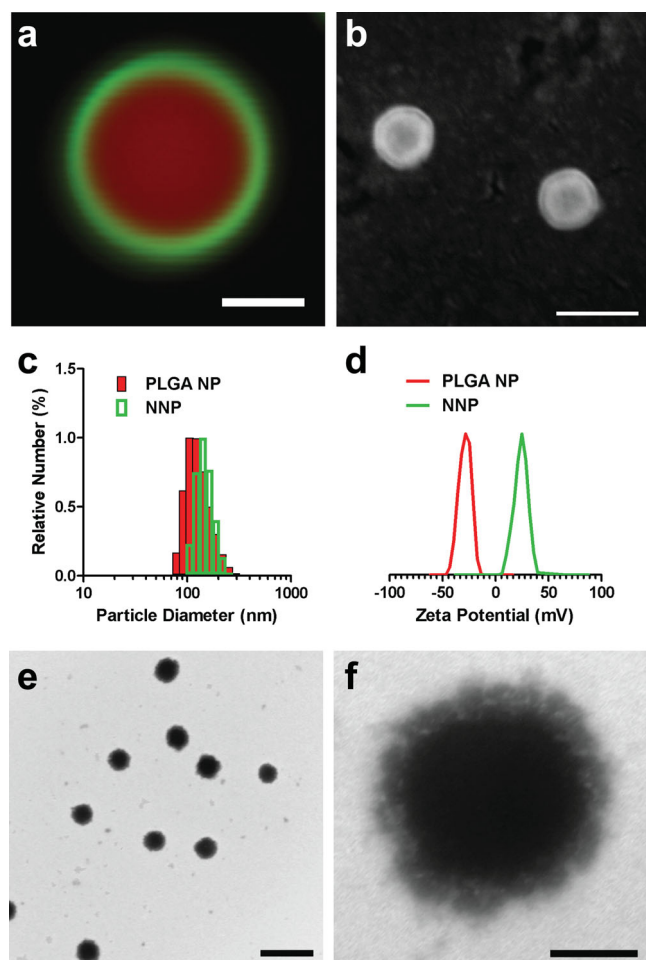 a
b
c
1.5
1.0
0.5
0.0
Relative Number (%)
PLGA NP
NNP
10
100
1000
Particle Diameter (nm)
d
PLGA NP
NNP
-100
-50
0
50
100
Zeta Potential (mV)
e
f